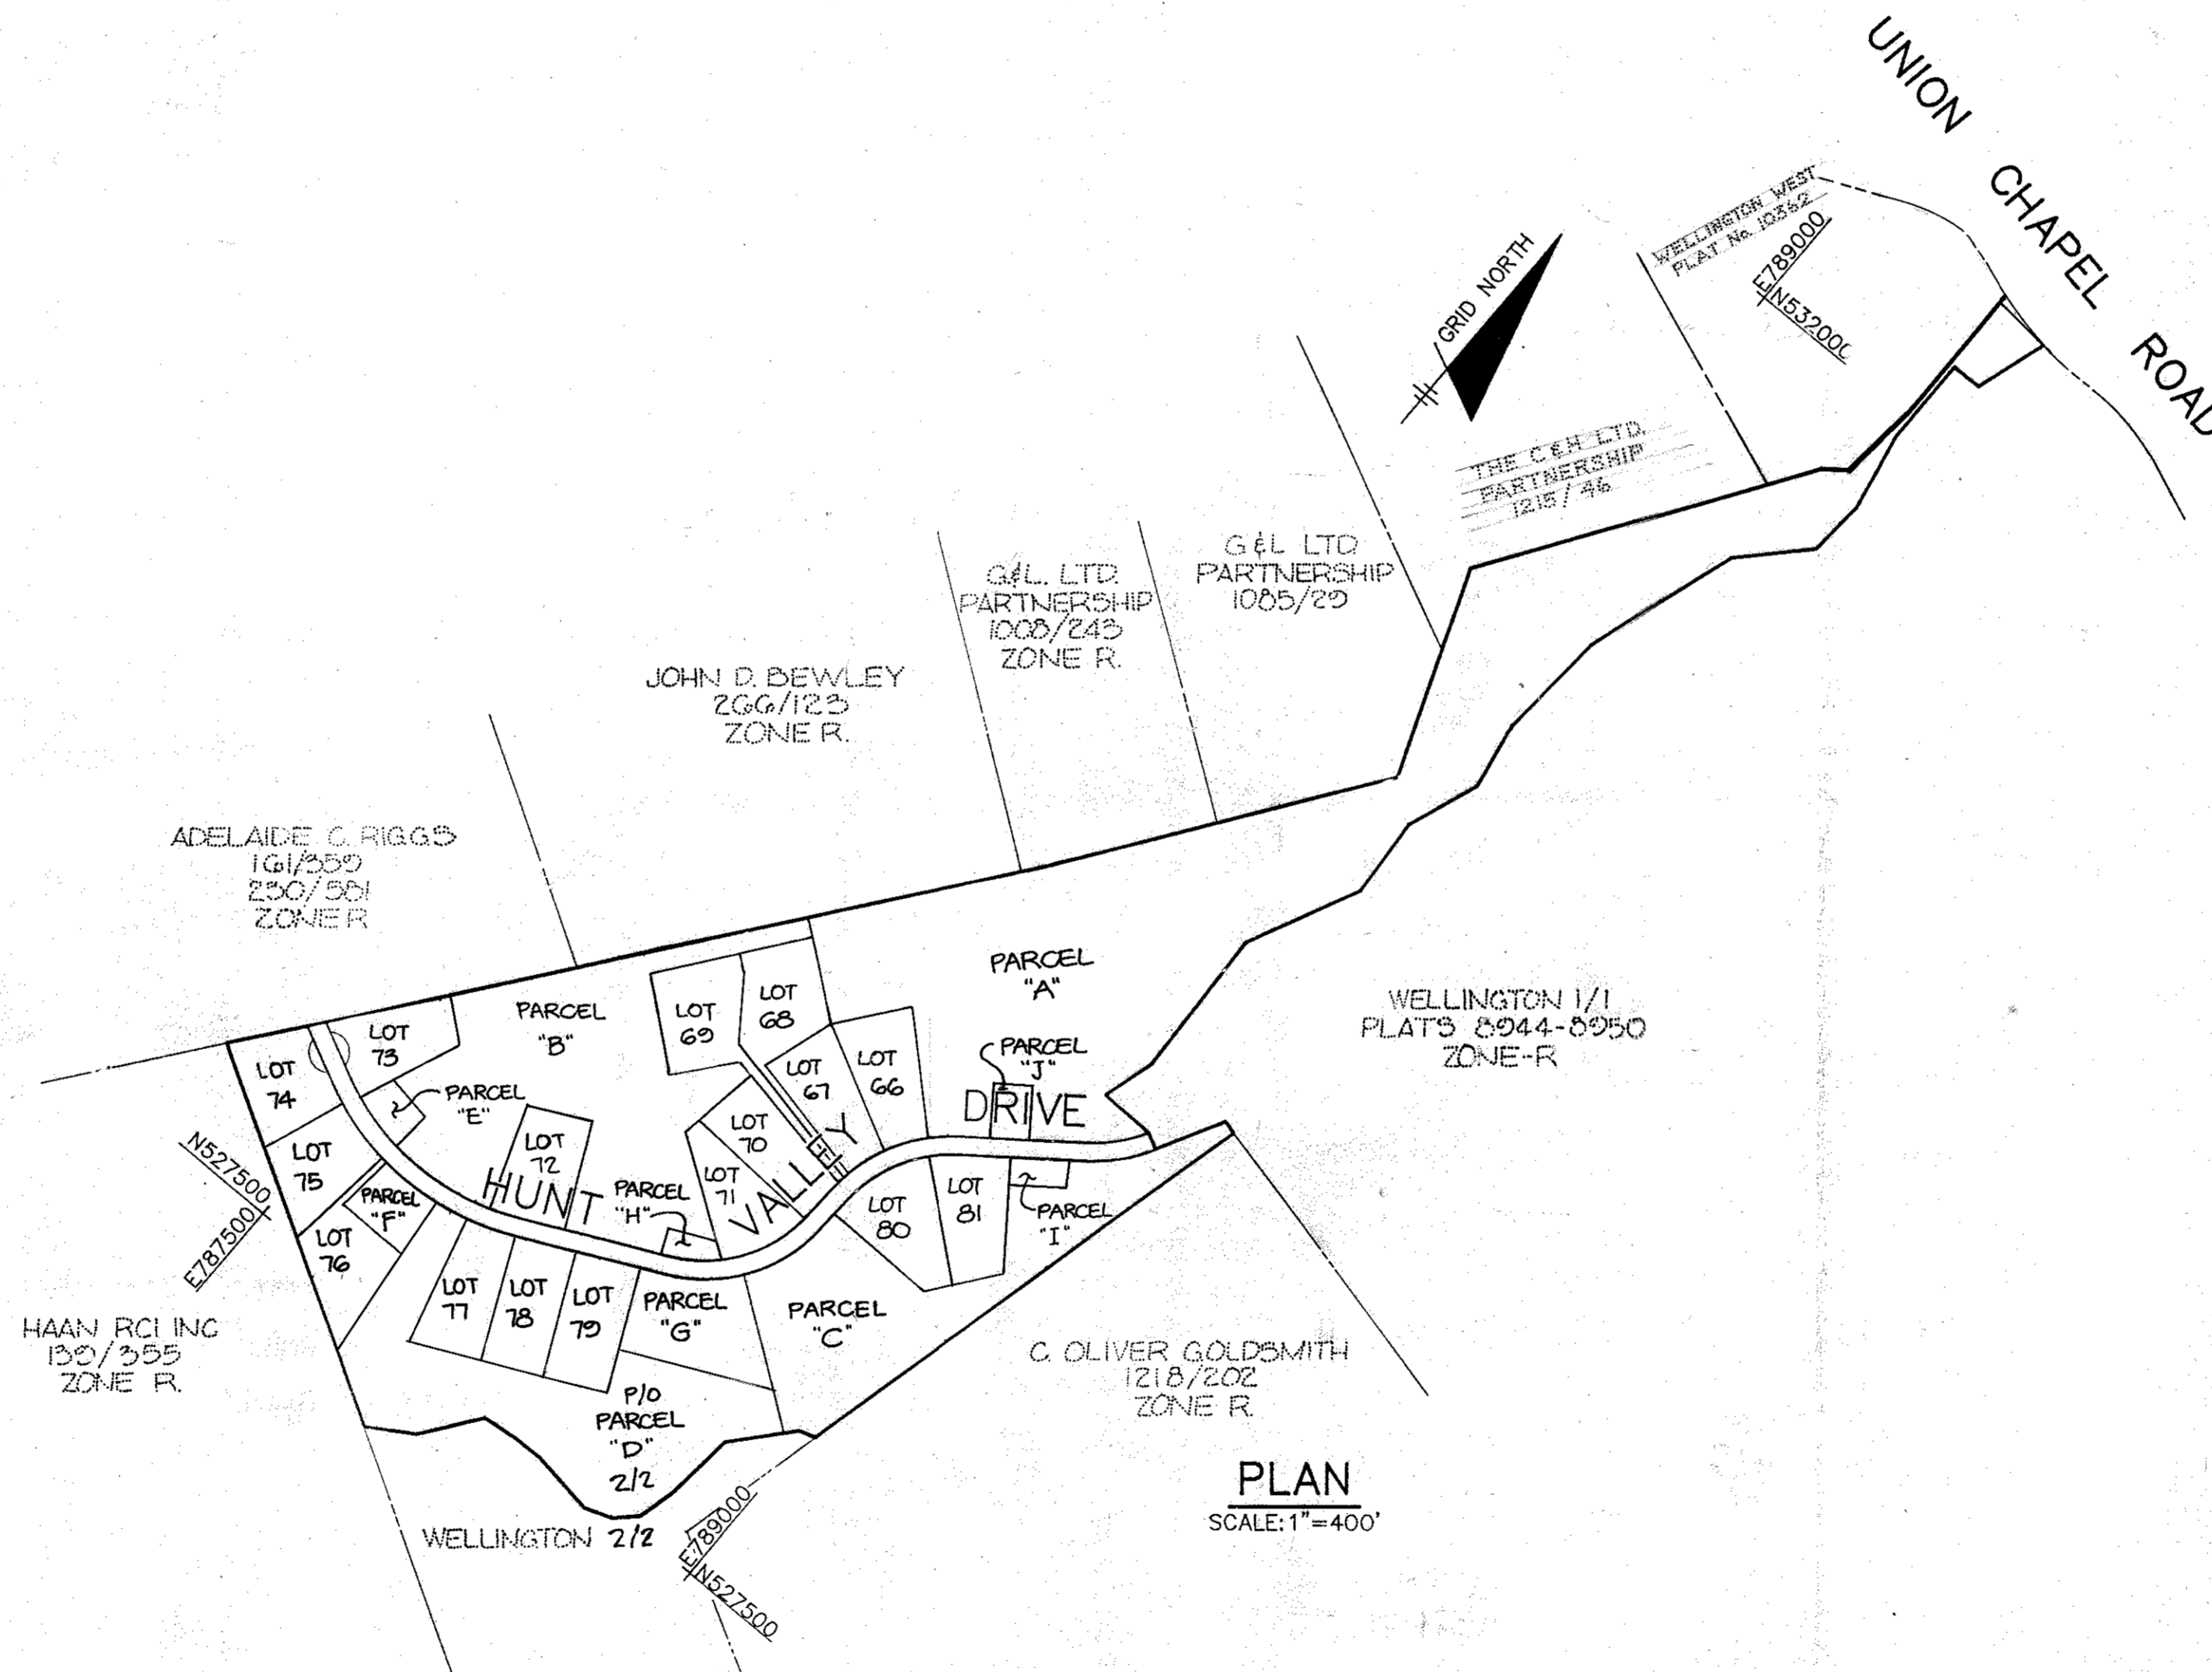 UNION CHAPEL ROAD
WELLINGTON WEST
PLAT No. 10362
E789000
N532000
GRID NORTH
THE C&H LTD.
PARTNERSHIP
1215/46
G&L LTD
PARTNERSHIP
1085/29
G&L. LTD.
PARTNERSHIP
1008/243
ZONE R.
JOHN D. BEWLEY
266/123
ZONE R.
ADELAIDE C. RIGGS
161/359
230/581
ZONE R
PARCEL
"A"
WELLINGTON 1/1
PLATS 8944-8950
ZONE-R
PARCEL
"B"
LOT
69
LOT
68
LOT
67
LOT
66
PARCEL
"J"
LOT
73
LOT
74
PARCEL
"E"
LOT
75
LOT
72
LOT
70
LOT
71
HUNT VALLEY DRIVE
PARCEL
"H"
PARCEL
"F"
LOT
76
LOT
80
LOT
81
PARCEL
"I"
N527500
E787500
LOT
77
LOT
78
LOT
79
PARCEL
"G"
PARCEL
"C"
HAAN RCI INC
139/355
ZONE R.
C. OLIVER GOLDSMITH
1218/202
ZONE R.
P/O
PARCEL
"D"
2/2
WELLINGTON 2/2
E789000
N527500
PLAN
SCALE: 1"=400'